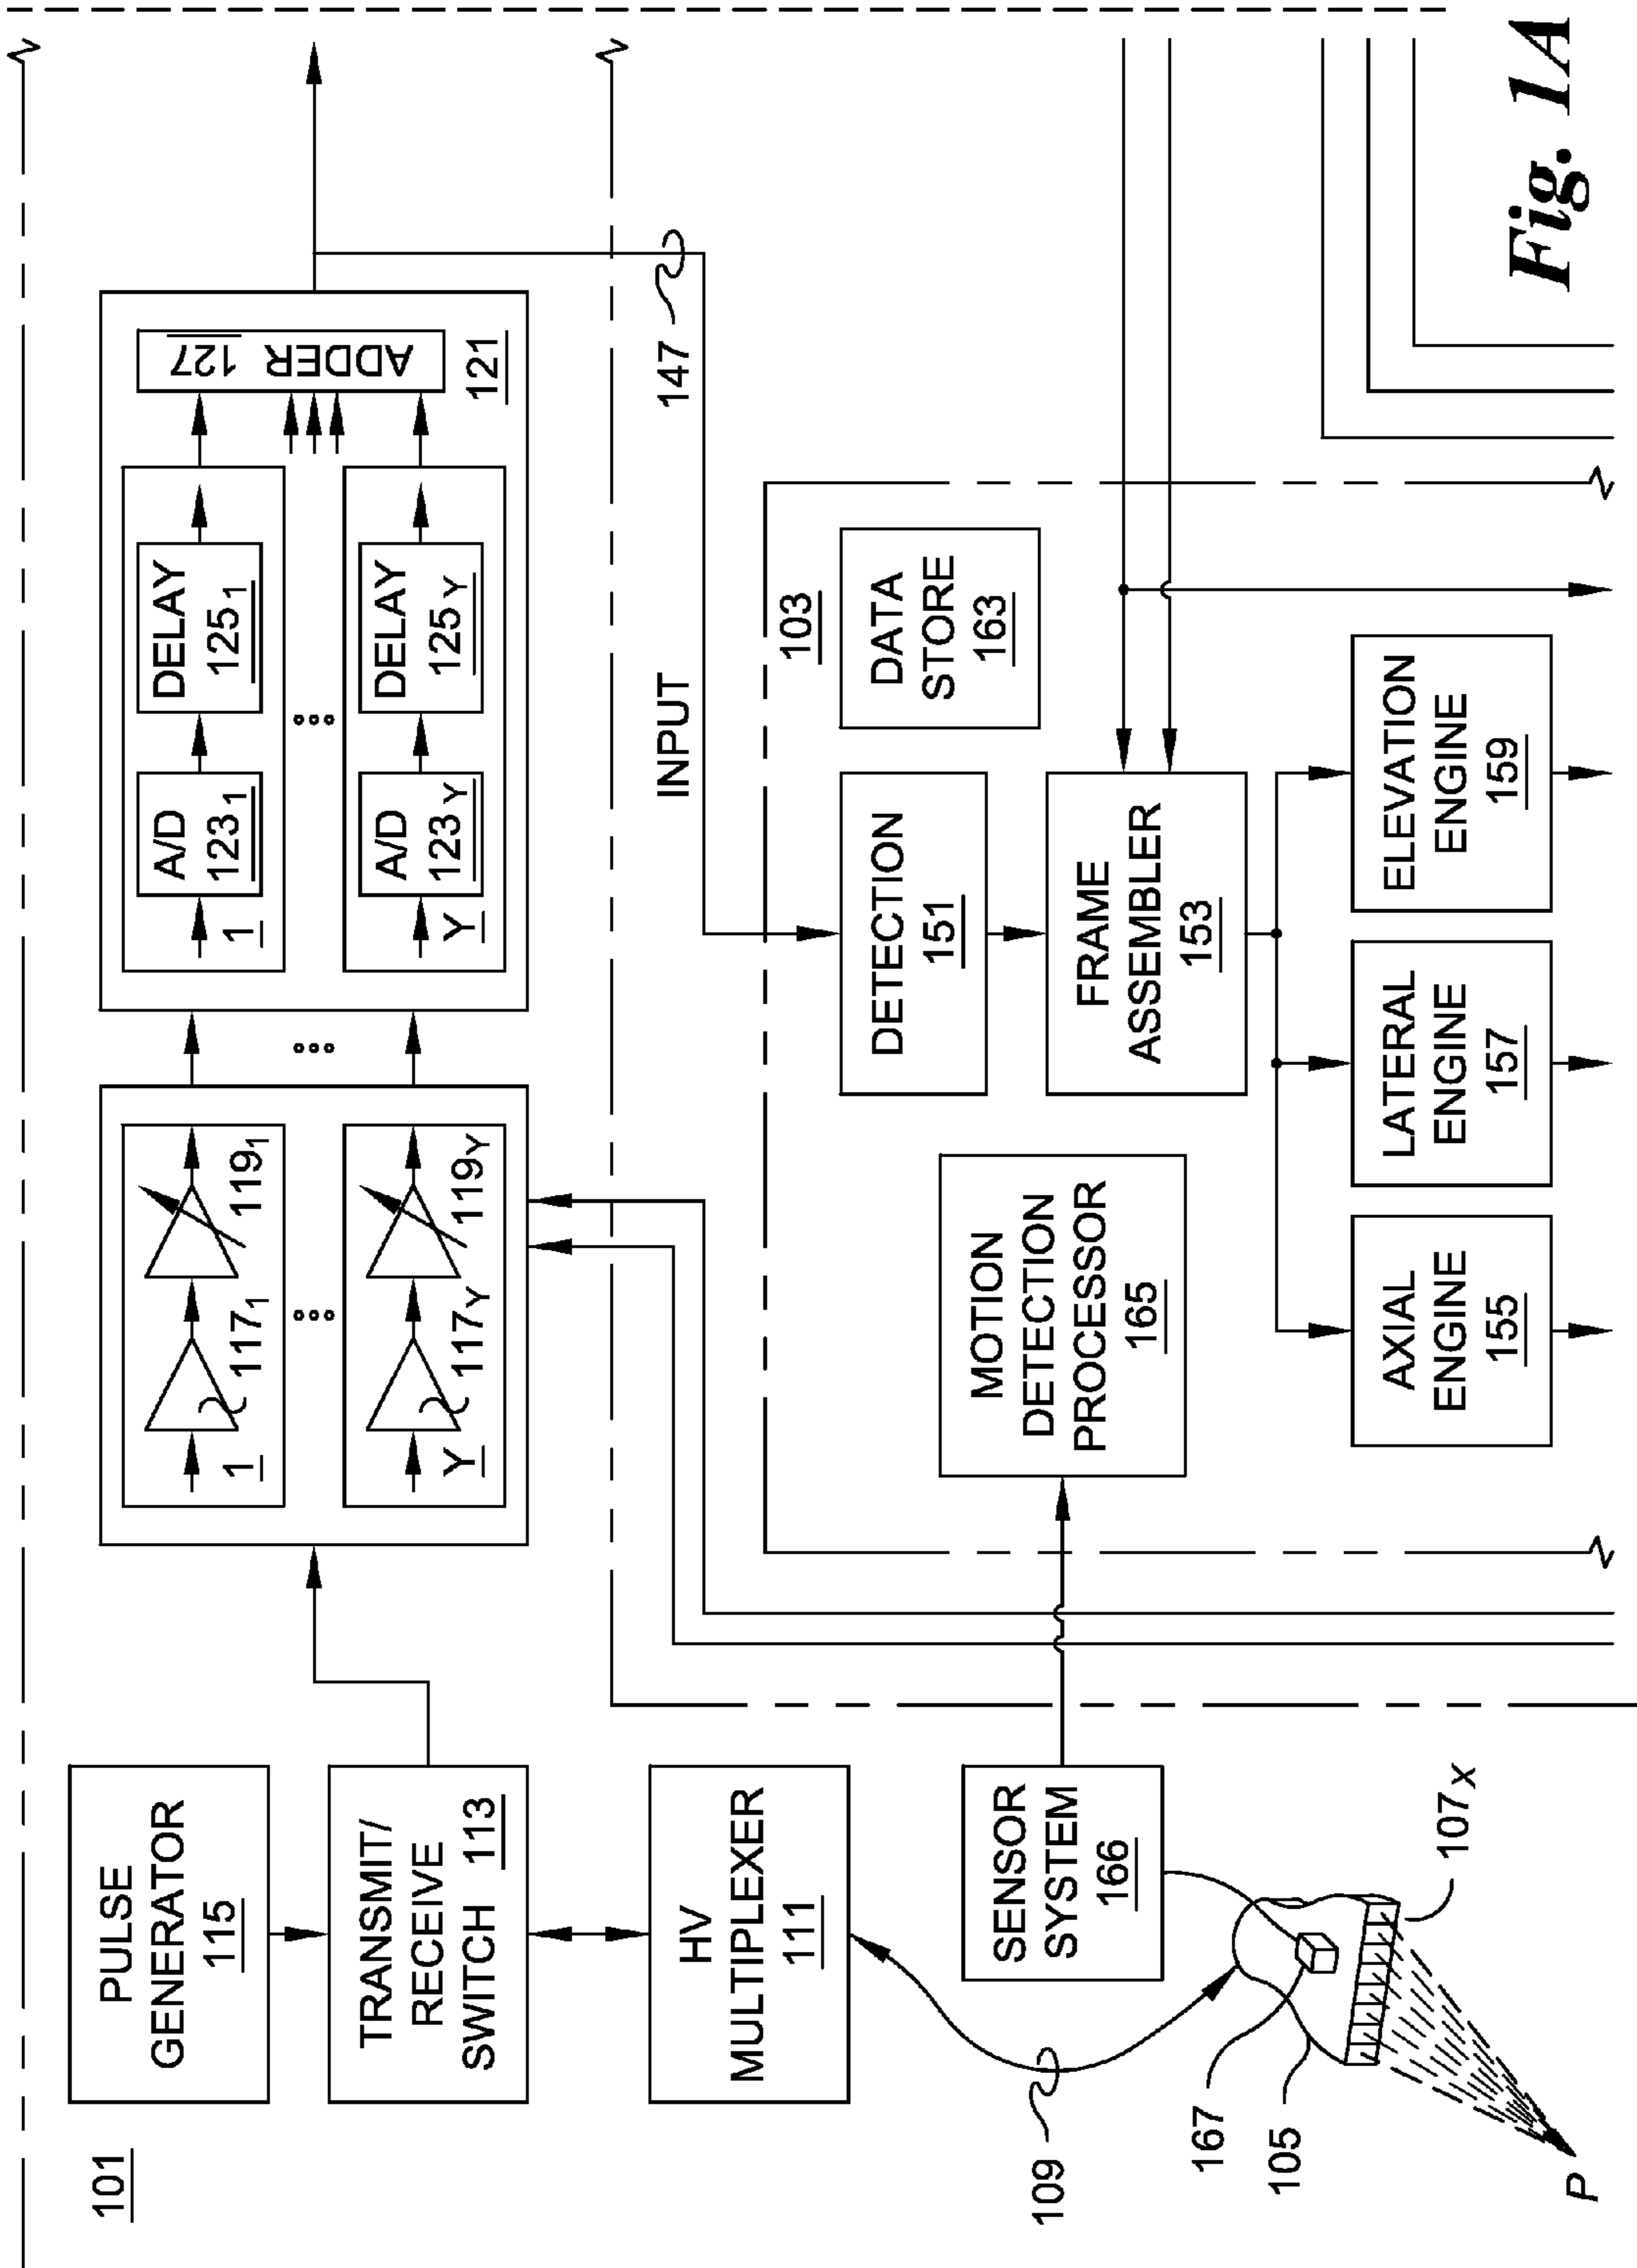 101
PULSE
GENERATOR
115
TRANSMIT/
RECEIVE
SWITCH 113
HV
MULTIPLEXER
111
109
SENSOR
SYSTEM
166
167
105
107X
P
1
1171
1191
Y
117Y
119Y
1
A/D
1231
DELAY
1251
Y
A/D
123Y
DELAY
125Y
ADDER 127
121
147
INPUT
103
MOTION
DETECTION
PROCESSOR
165
DETECTION
151
DATA
STORE
163
FRAME
ASSEMBLER
153
AXIAL
ENGINE
155
LATERAL
ENGINE
157
ELEVATION
ENGINE
159
Fig. 1A